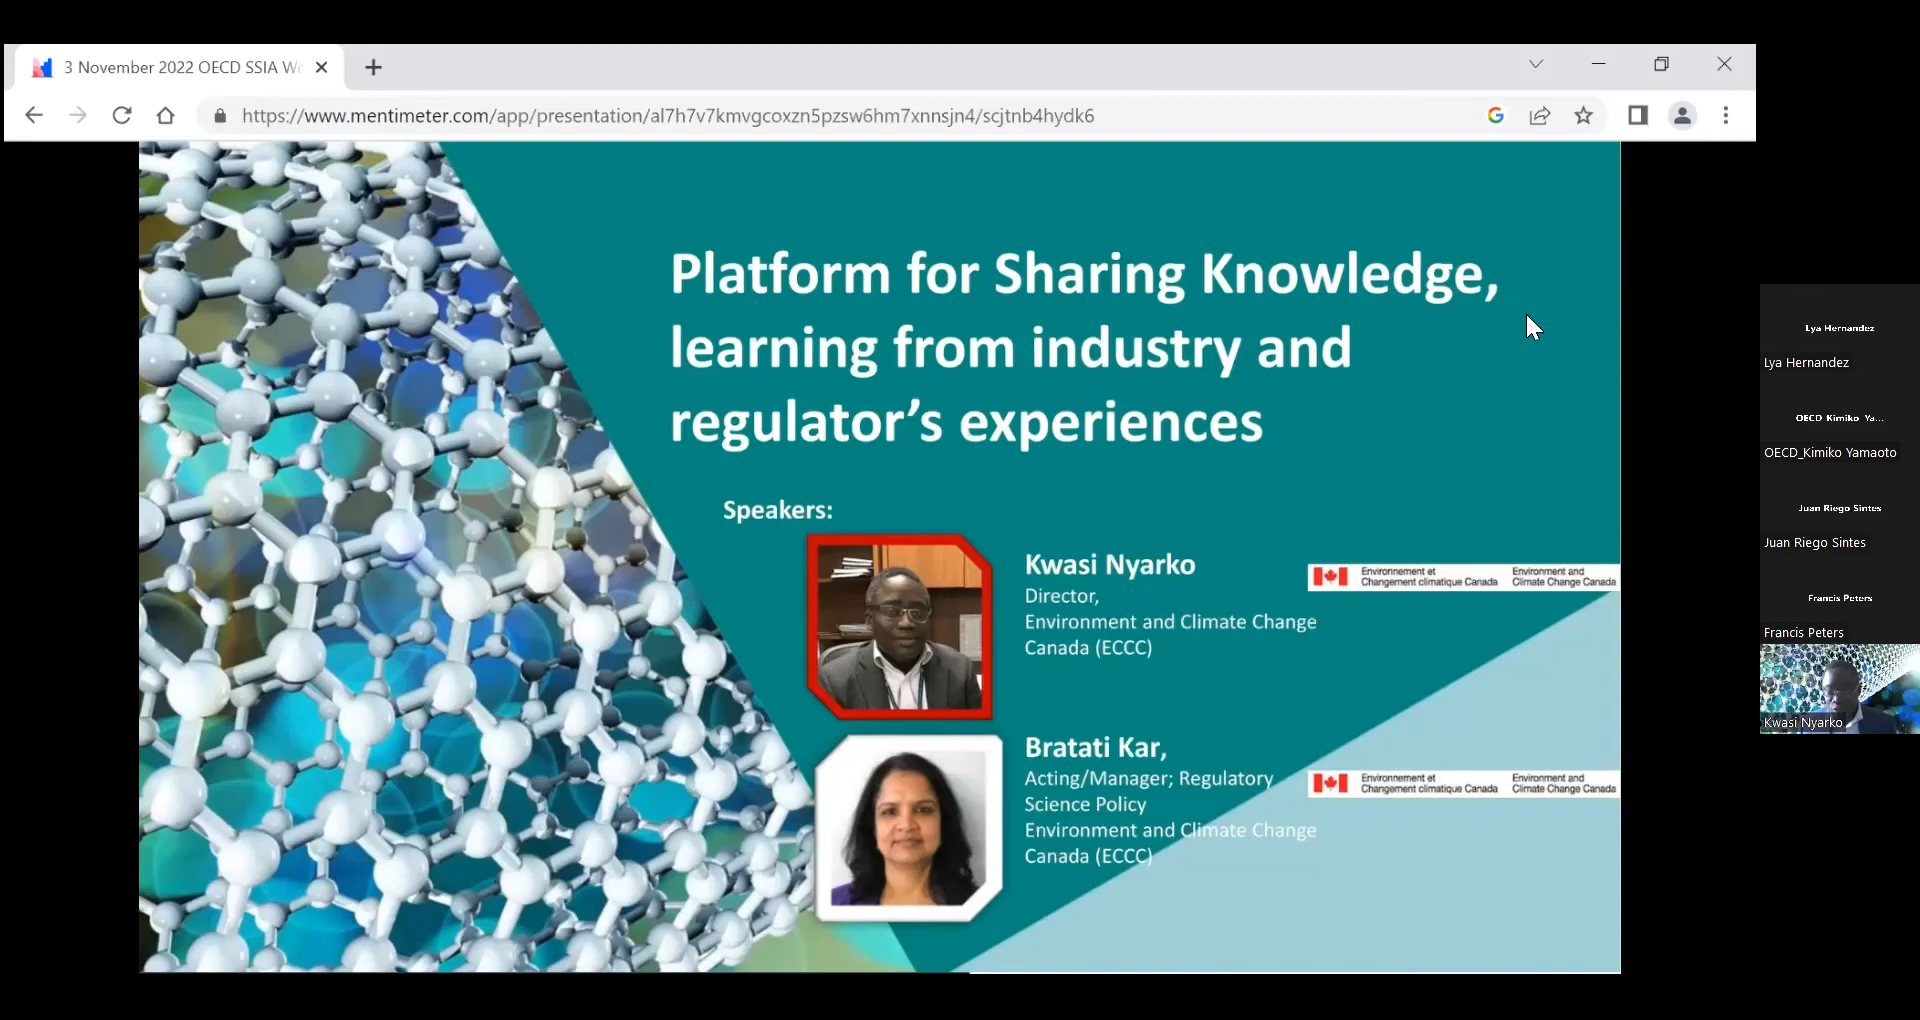 3 November 2022 OECD SSIA We
https://www.mentimeter.com/app/presentation/al7h7v7kmvgcoxzn5pzsw6hm7xnnsjn4/scjtnb4hydk6
Platform for Sharing Knowledge,
learning from industry and
regulator’s experiences
Speakers:
Kwasi Nyarko
Director,
Environment and Climate Change
Canada (ECCC)
Environnement et
Changement climatique Canada
Environment and
Climate Change Canada
Bratati Kar,
Acting/Manager; Regulatory
Science Policy
Environment and Climate Change
Canada (ECCC)
Environnement et
Changement climatique Canada
Environment and
Climate Change Canada
Lya Hernandez
Lya Hernandez
OECD_Kimiko Ya...
OECD_Kimiko Yamaoto
Juan Riego Sintes
Juan Riego Sintes
Francis Peters
Francis Peters
Kwasi Nyarko